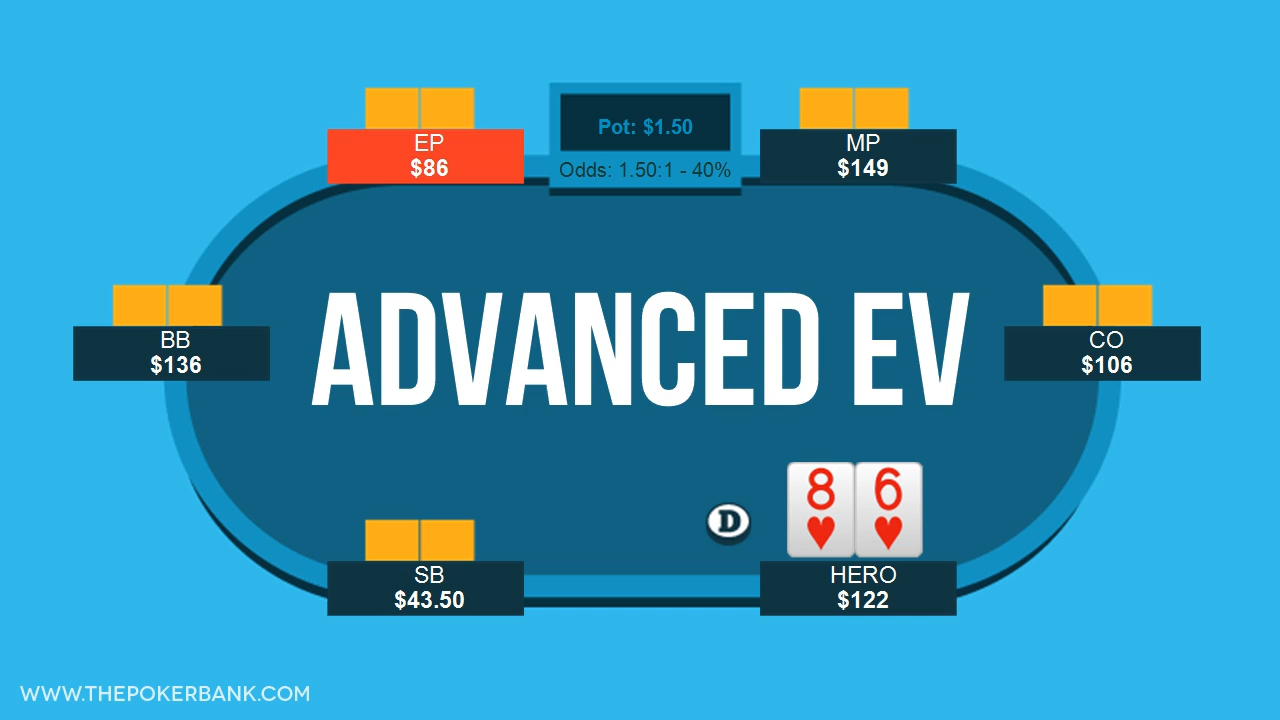 EP
$86
Pot: $1.50
Odds: 1.50:1 - 40%
MP
$149
BB
$136
ADVANCED EV
CO
$106
SB
$43.50
D
8 6
HERO
$122
WWW.THEPOKERBANK.COM